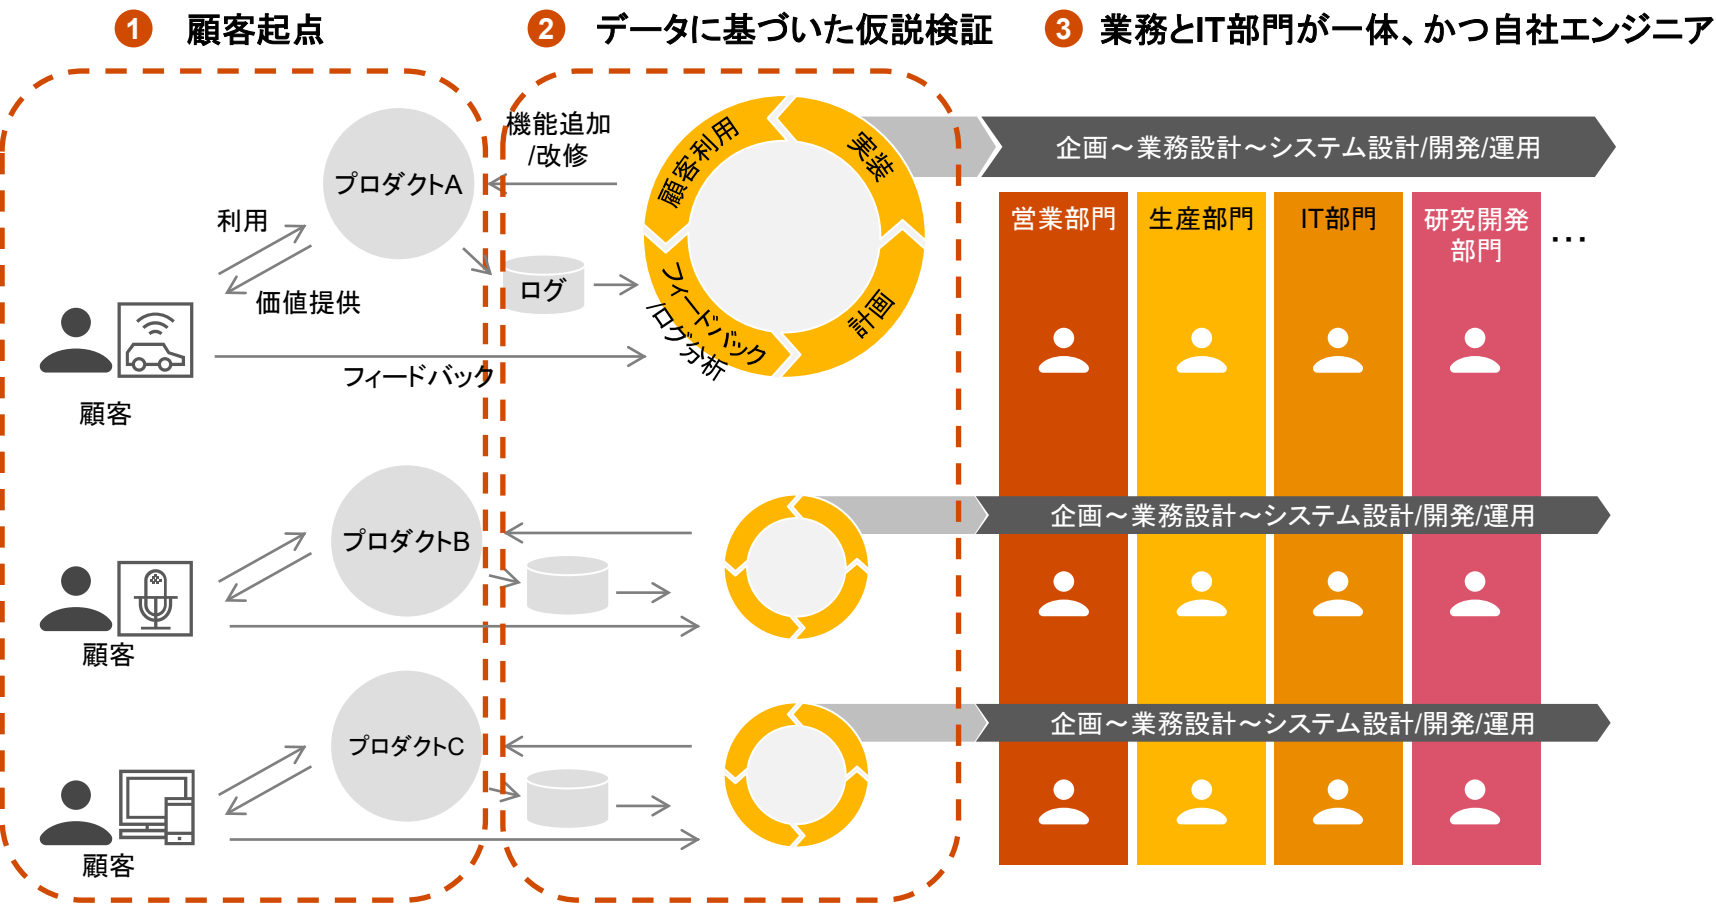 1 顧客起点
2 データに基づいた仮説検証
3 業務とIT部門が一体、かつ自社エンジニア
プロダクトA
機能追加
/改修
利用
価値提供
ログ
フィードバック
顧客
顧客利用
実装
計画
フィードバック
/ログ分析
企画～業務設計～システム設計/開発/運用
営業部門
生産部門
IT部門
研究開発
部門
…
プロダクトB
顧客
企画～業務設計～システム設計/開発/運用
プロダクトC
顧客
企画～業務設計～システム設計/開発/運用